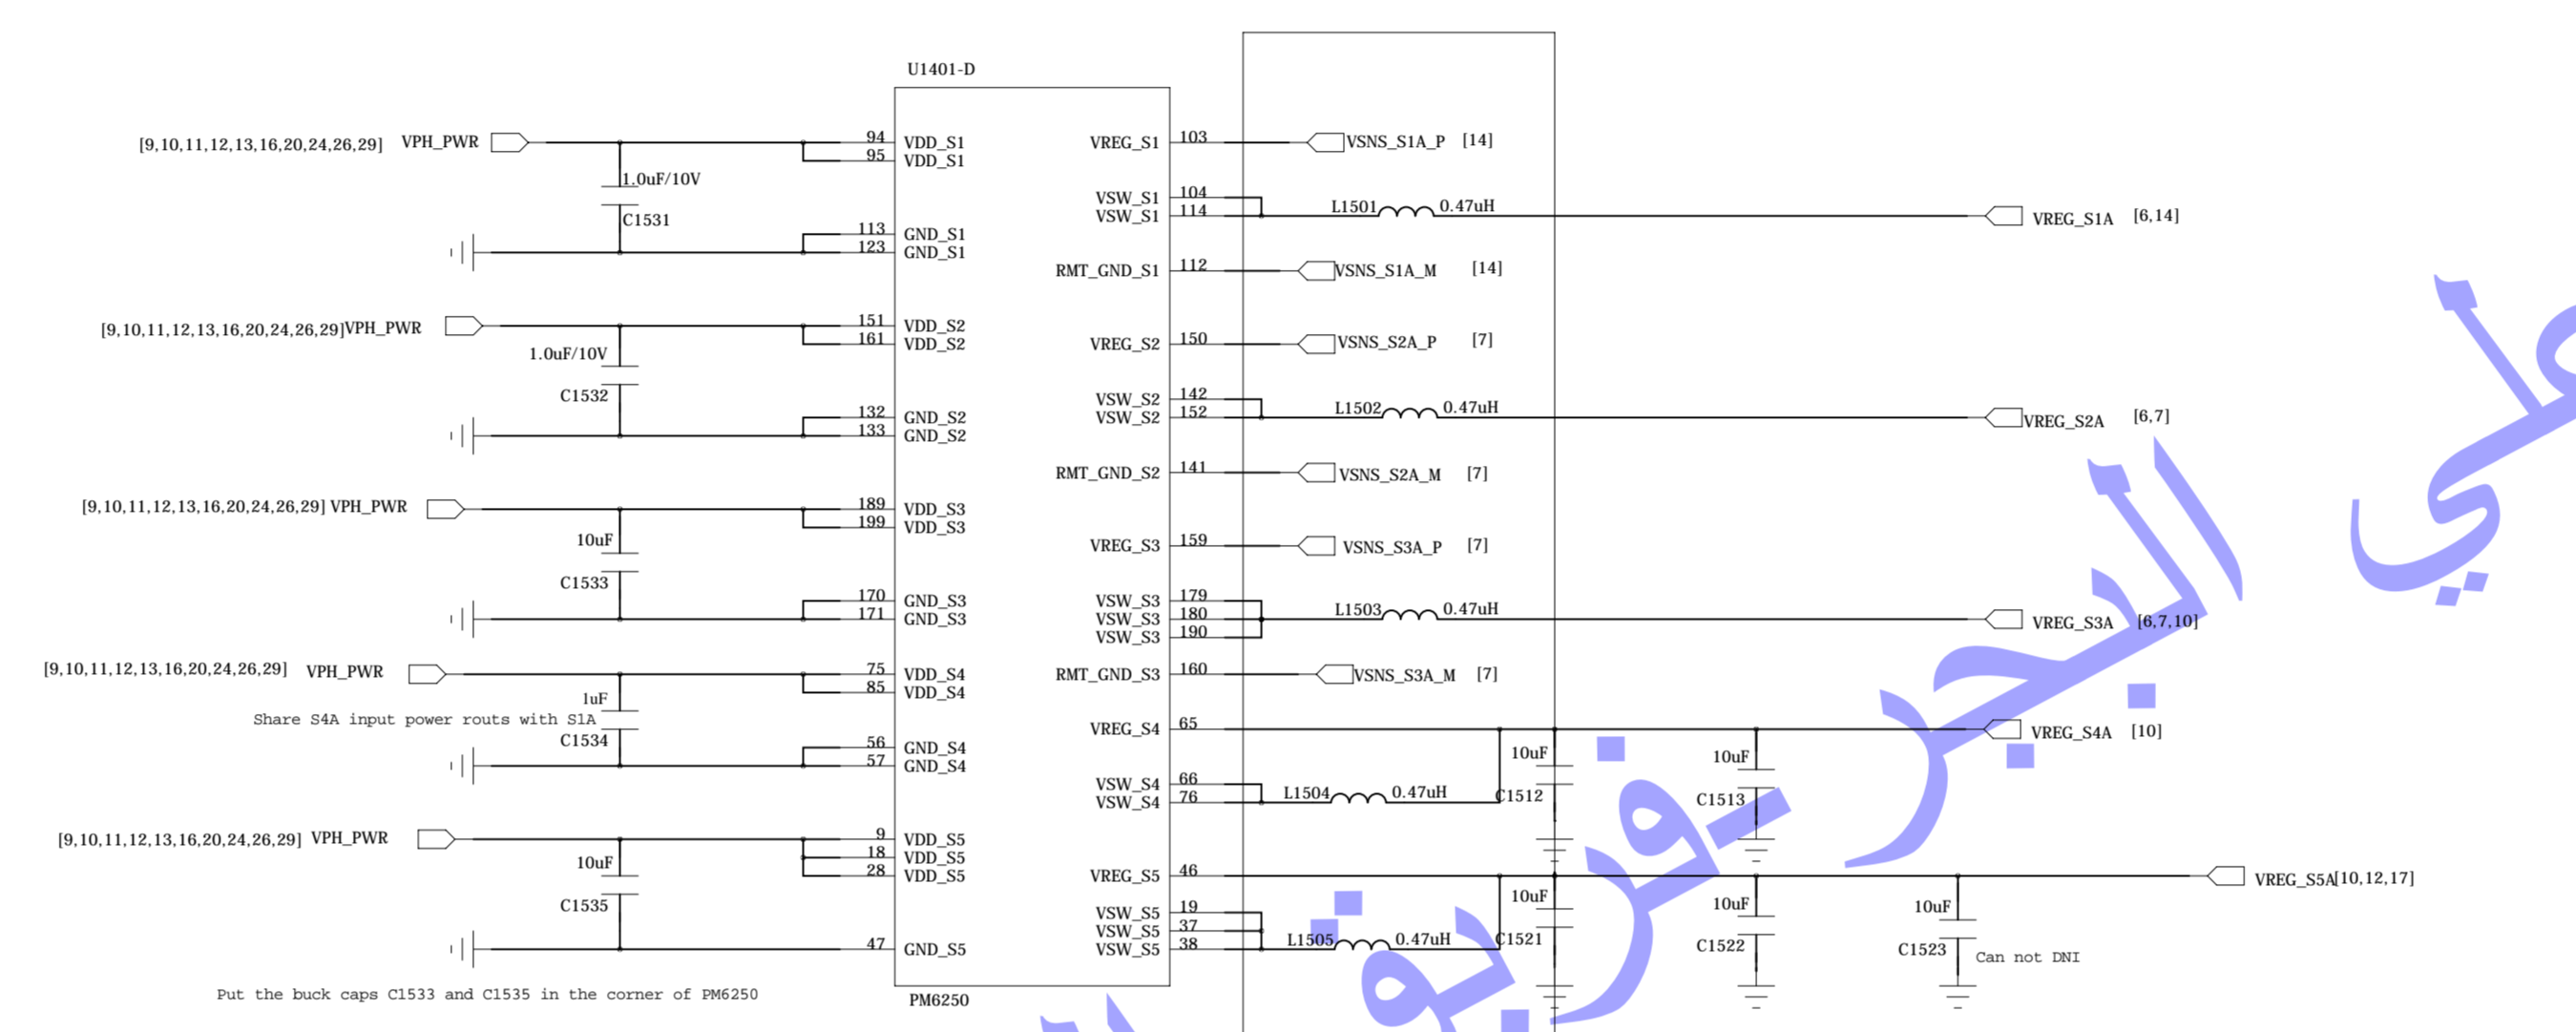 U1401-D
[9,10,11,12,13,16,20,24,26,29] VPH_PWR
94 VDD_S1
95 VDD_S1
1.0uF/10V
C1531
113 GND_S1
123 GND_S1
[9,10,11,12,13,16,20,24,26,29]VPH_PWR
151 VDD_S2
161 VDD_S2
1.0uF/10V
C1532
132 GND_S2
133 GND_S2
[9,10,11,12,13,16,20,24,26,29] VPH_PWR
189 VDD_S3
199 VDD_S3
10uF
C1533
170 GND_S3
171 GND_S3
[9,10,11,12,13,16,20,24,26,29] VPH_PWR
75 VDD_S4
85 VDD_S4
1uF
Share S4A input power routs with S1A
C1534
56 GND_S4
57 GND_S4
[9,10,11,12,13,16,20,24,26,29] VPH_PWR
9 VDD_S5
18 VDD_S5
28 VDD_S5
10uF
C1535
47 GND_S5
Put the buck caps C1533 and C1535 in the corner of PM6250
PM6250
VREG_S1 103 VSNS_S1A_P [14]
VSW_S1 104
VSW_S1 114 L1501 0.47uH VREG_S1A [6,14]
RMT_GND_S1 112 VSNS_S1A_M [14]
VREG_S2 150 VSNS_S2A_P [7]
VSW_S2 142
VSW_S2 152 L1502 0.47uH VREG_S2A [6,7]
RMT_GND_S2 141 VSNS_S2A_M [7]
VREG_S3 159 VSNS_S3A_P [7]
VSW_S3 179
VSW_S3 180 L1503 0.47uH VREG_S3A [6,7,10]
VSW_S3 190
RMT_GND_S3 160 VSNS_S3A_M [7]
VREG_S4 65 VREG_S4A [10]
10uF 10uF
VSW_S4 66
VSW_S4 76 L1504 0.47uH C1512 C1513
VREG_S5 46 VREG_S5A[10,12,17]
10uF 10uF 10uF
VSW_S5 19
VSW_S5 37
VSW_S5 38 L1505 0.47uH C1521 C1522 C1523 Can not DNI